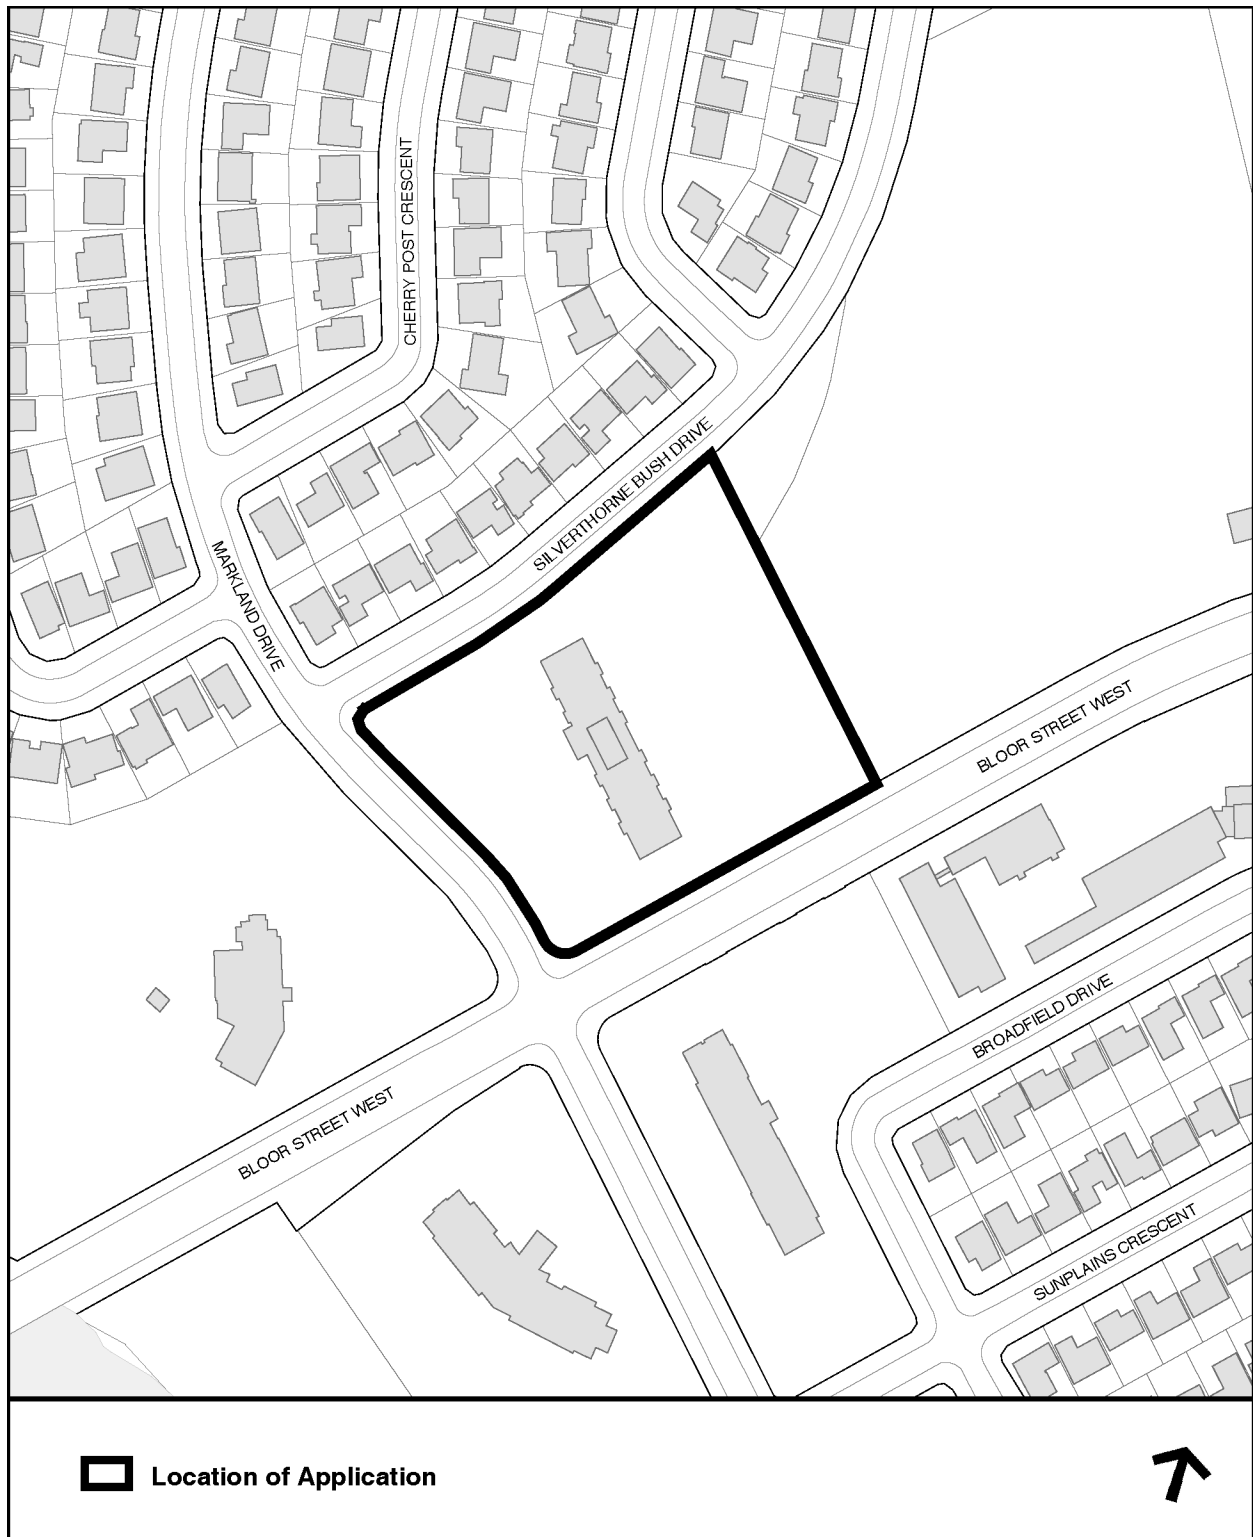 CHERRY POST CRESCENT
SILVERTHORNE BUSH DRIVE
MARKLAND DRIVE
BLOOR STREET WEST
BROADFIELD DRIVE
BLOOR STREET WEST
SUNPLAINS CRESCENT
Location of Application